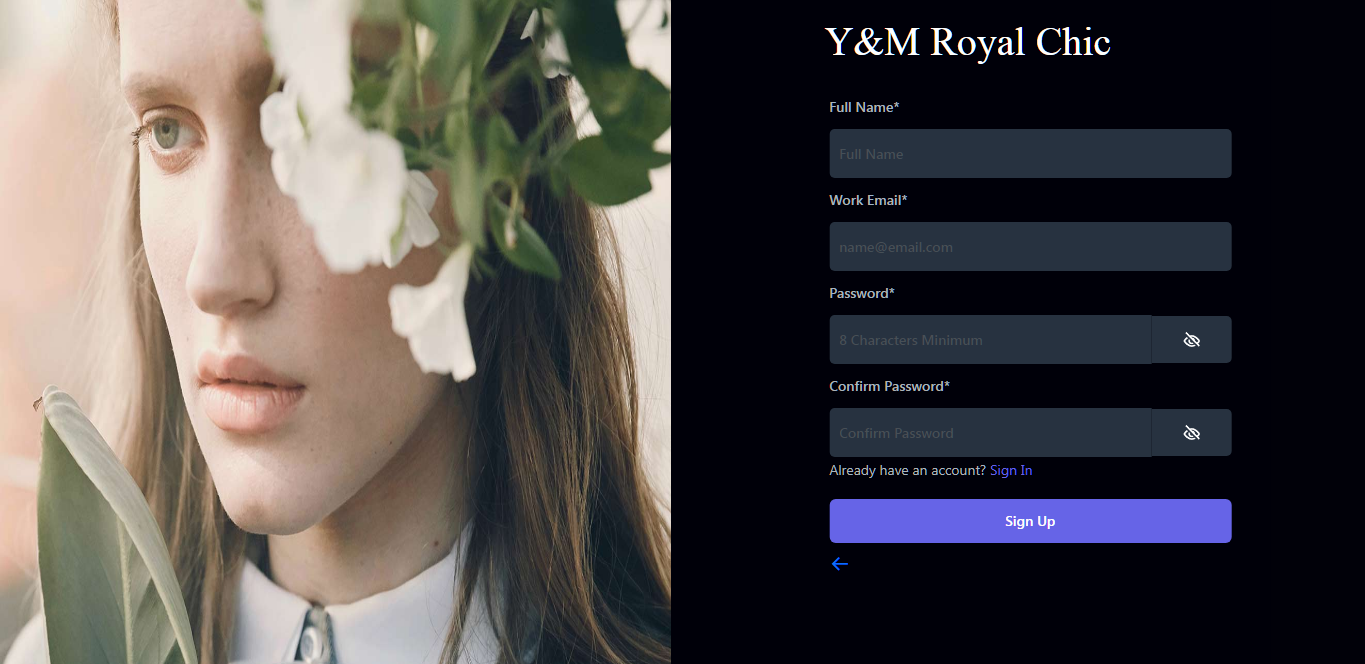 Y&M Royal Chic
Full Name*
Full Name
Work Email*
name@email.com
Password*
8 Characters Minimum
Confirm Password*
Confirm Password
Already have an account? Sign In
Sign Up